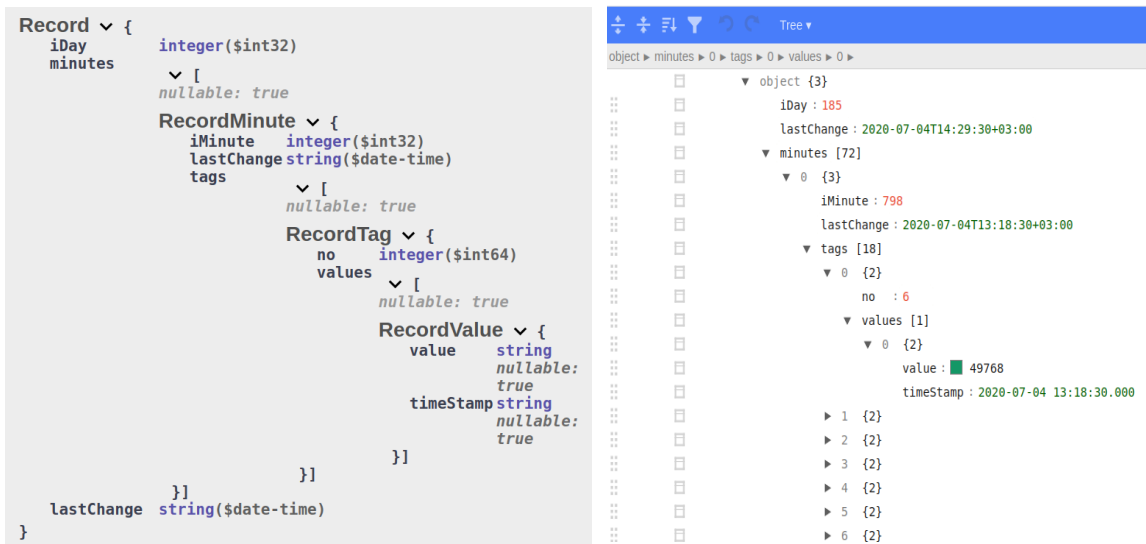 Record {
iDay integer($int32)
minutes
[
nullable: true
RecordMinute {
iMinute integer($int32)
lastChange string($date-time)
tags
[
nullable: true
RecordTag {
no integer($int64)
values
[
nullable: true
RecordValue {
value string
nullable:
true
timeStamp string
nullable:
true
}]
}]
}]
lastChange string($date-time)
}
Tree ▾
object ▸ minutes ▸ 0 ▸ tags ▸ 0 ▸ values ▸ 0 ▸
▼ object {3}
iDay : 185
lastChange : 2020-07-04T14:29:30+03:00
▼ minutes [72]
▼ 0 {3}
iMinute : 798
lastChange : 2020-07-04T13:18:30+03:00
▼ tags [18]
▼ 0 {2}
no : 6
▼ values [1]
▼ 0 {2}
value : 49768
timeStamp : 2020-07-04 13:18:30.000
▶ 1 {2}
▶ 2 {2}
▶ 3 {2}
▶ 4 {2}
▶ 5 {2}
▶ 6 {2}